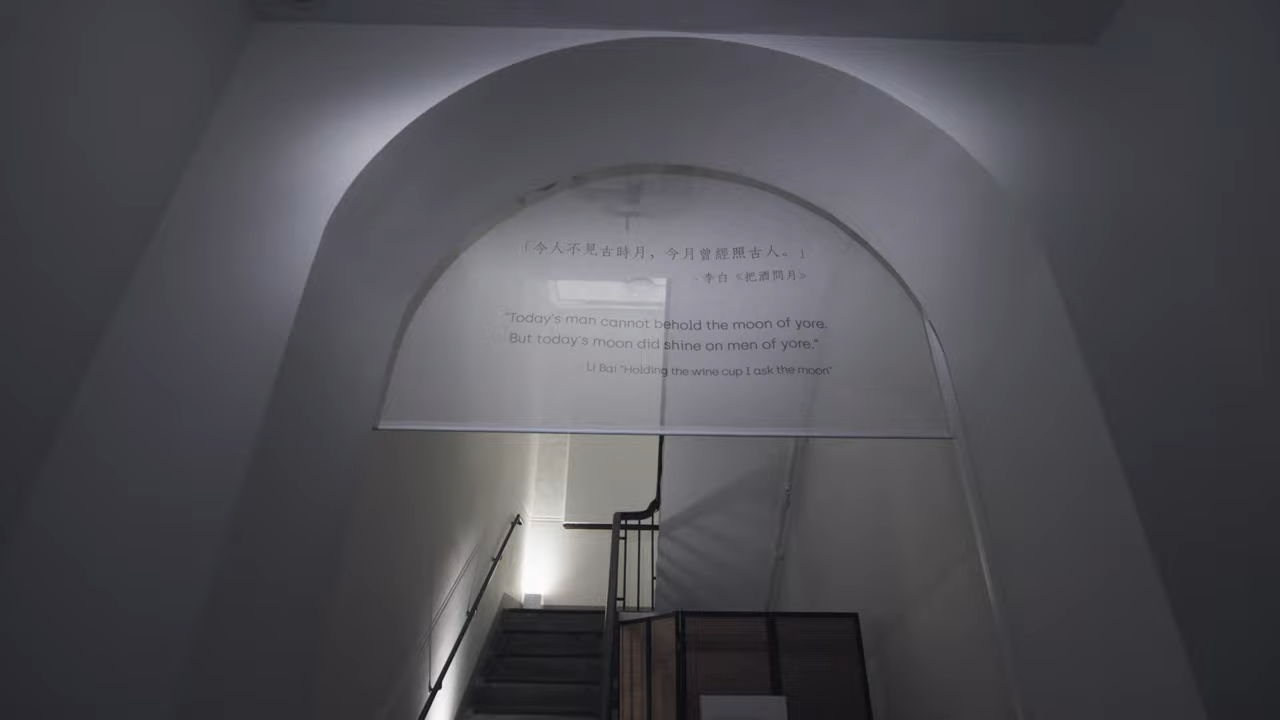 「今人不見古時月，今月曾經照古人。」
- 李白《把酒問月》
"Today's man cannot behold the moon of yore.
But today's moon did shine on men of yore."
Li Bai "Holding the wine cup I ask the moon"